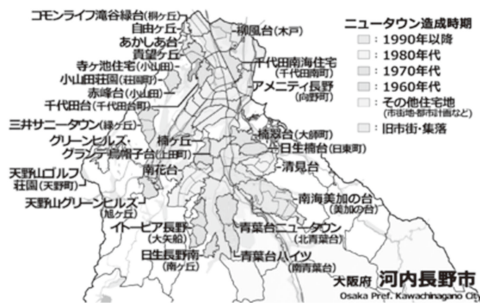 コモンライフ滝谷緑台(桐ヶ丘)
自由ヶ丘
あかしあ台
青葉ヶ丘
寺ヶ池住宅(小山田)
小山田荘園(荘園町)
赤峰台(小山田)
千代田台(千代田台町)
三井サニータウン(緑ヶ丘)
グリーンヒルズ・
グランデ烏帽子台(上田町)
楠ヶ丘
南花台
天野山ゴルフ
荘園(天野町)
天野山グリーンヒルズ
(旭ヶ丘)
イトーピア長野
(大矢船)
日生長野南
(南ヶ丘)
柳風台(木戸)
千代田南海住宅
(千代田南町)
アメニティ長野
(向野町)
楠翠台(大師町)
日生楠台(日東町)
清見台
南海美加の台
(美加の台)
青葉台ニュータウン
(北青葉台)
青葉台ハイツ
(南青葉台)
ニュータウン造成時期
:1990年以降
:1980年代
:1970年代
:1960年代
:その他住宅地
(市街地・都市計画など)
:旧市街・集落
大阪府 河内長野市
Osaka Pref. Kawachinagano City